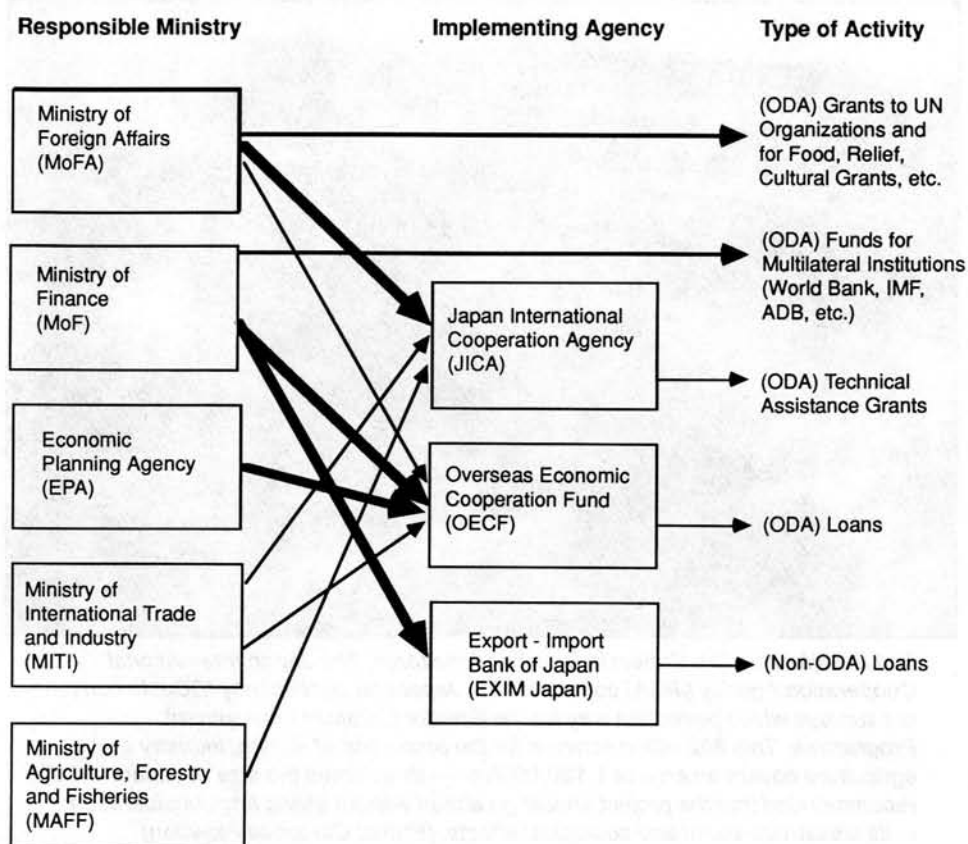 Responsible Ministry
Implementing Agency
Type of Activity
Ministry of
Foreign Affairs
(MoFA)
(ODA) Grants to UN
Organizations and
for Food, Relief,
Cultural Grants, etc.
Ministry of
Finance
(MoF)
(ODA) Funds for
Multilateral Institutions
(World Bank, IMF,
ADB, etc.)
Japan International
Cooperation Agency
(JICA)
(ODA) Technical
Assistance Grants
Economic
Planning Agency
(EPA)
Overseas Economic
Cooperation Fund
(OECF)
(ODA) Loans
Ministry of
International Trade
and Industry
(MITI)
Export - Import
Bank of Japan
(EXIM Japan)
(Non-ODA) Loans
Ministry of
Agriculture, Forestry
and Fisheries
(MAFF)